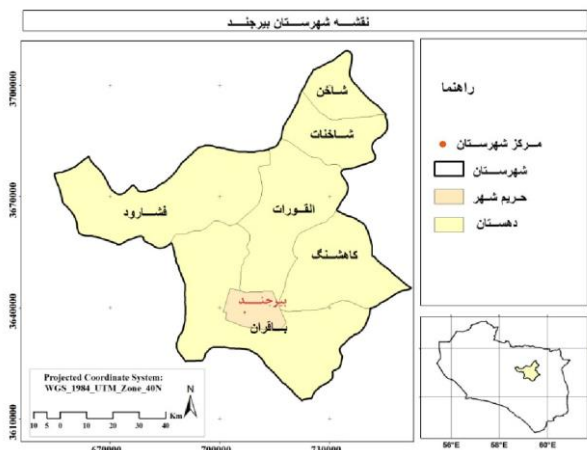 نقشه شهرستان بیرجند
3700000
3670000
3640000
3610000
شاخن
شاخنات
القورات
فشارود
کاهشنگ
بیرجند
باقران
Projected Coordinate System:
WGS_1984_UTM_Zone_40N
N
10 5 0 10 20 30 40
Km
670000
700000
710000
راهنما
مرکز شهرستان
شهرستان
حریم شهر
دهستان
56°E
58°E
60°E